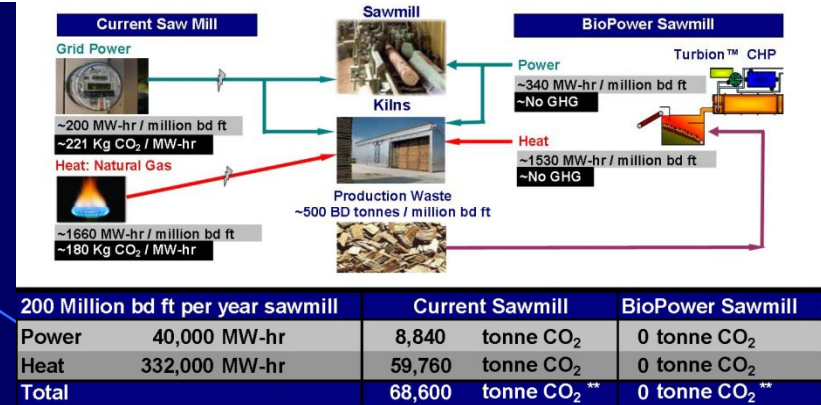 Current Saw Mill
Sawmill
BioPower Sawmill
Grid Power
~200 MW-hr / million bd ft
~221 Kg CO₂ / MW-hr
Heat: Natural Gas
~1660 MW-hr / million bd ft
~180 Kg CO₂ / MW-hr
Kilns
Production Waste
~500 BD tonnes / million bd ft
Turbion™ CHP
Power
~340 MW-hr / million bd ft
~No GHG
Heat
~1530 MW-hr / million bd ft
~No GHG
200 Million bd ft per year sawmill Current Sawmill BioPower Sawmill
Power 40,000 MW-hr 8,840 tonne CO₂ 0 tonne CO₂
Heat 332,000 MW-hr 59,760 tonne CO₂ 0 tonne CO₂
Total 68,600 tonne CO₂ ** 0 tonne CO₂ **